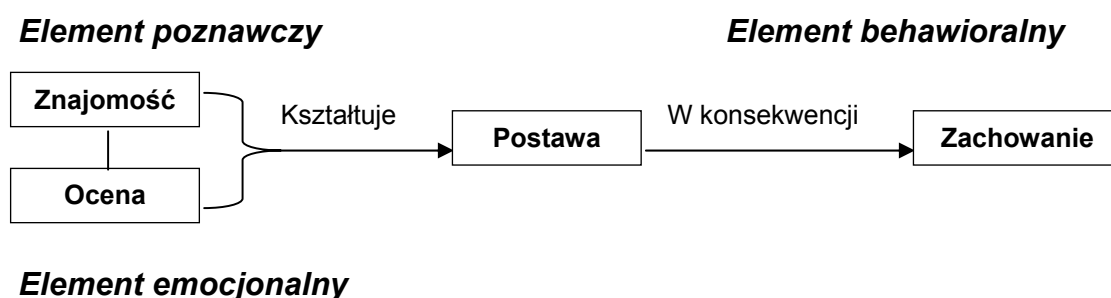 Element poznawczy
Element behawioralny
Znajomość
Kształtuje
W konsekwencji
Postawa
Zachowanie
Ocena
Element emocjonalny